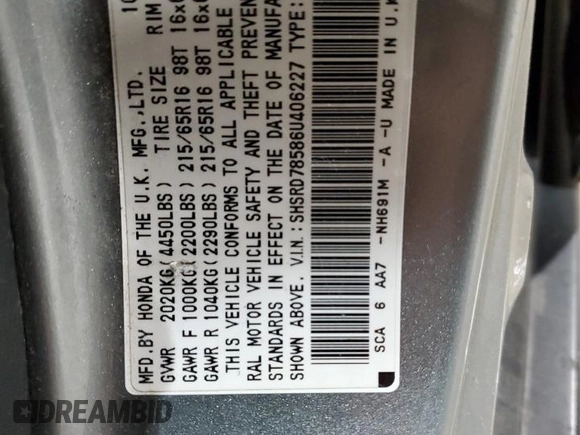 MFD.BY HONDA OF THE U.K. MFG.,LTD. 10
GVWR 2020KG(4450LBS) TIRE SIZE RIM
GAWR F 1000KG(2200LBS) 215/65R16 98T 16x6
GAWR R 1040KG(2290LBS) 215/65R16 98T 16x
THIS VEHICLE CONFORMS TO ALL APPLICABLE
RAL MOTOR VEHICLE SAFETY AND THEFT PREVEN
STANDARDS IN EFFECT ON THE DATE OF MANUFA
SHOWN ABOVE. V.I.N.:SHSRD78586U406227 TYPE:
SCA 6 AA7 -NH691M -A -U MADE IN U.K
DREAMBID